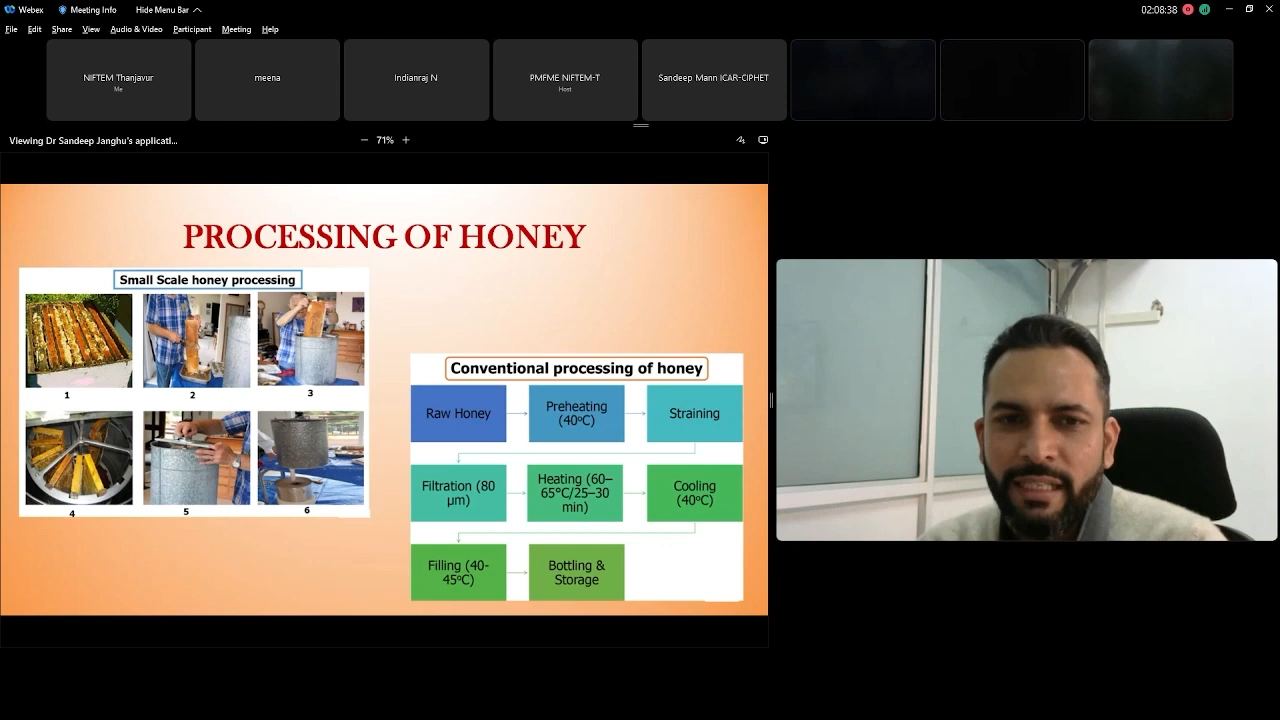 Webex
Meeting Info
Hide Menu Bar
02:08:38
File Edit Share View Audio & Video Participant Meeting Help
NIFTEM Thanjavur
Me
meena
Indianraj N
PMFME NIFTEM-T
Host
Sandeep Mann ICAR-CIPHET
Viewing Dr Sandeep Janghu's applicati...
71%
PROCESSING OF HONEY
Small Scale honey processing
1
2
3
4
5
6
Conventional processing of honey
Raw Honey
Preheating
(40ºC)
Straining
Filtration (80
µm)
Heating (60–
65°C/25–30
min)
Cooling
(40ºC)
Filling (40-
45ºC)
Bottling &
Storage